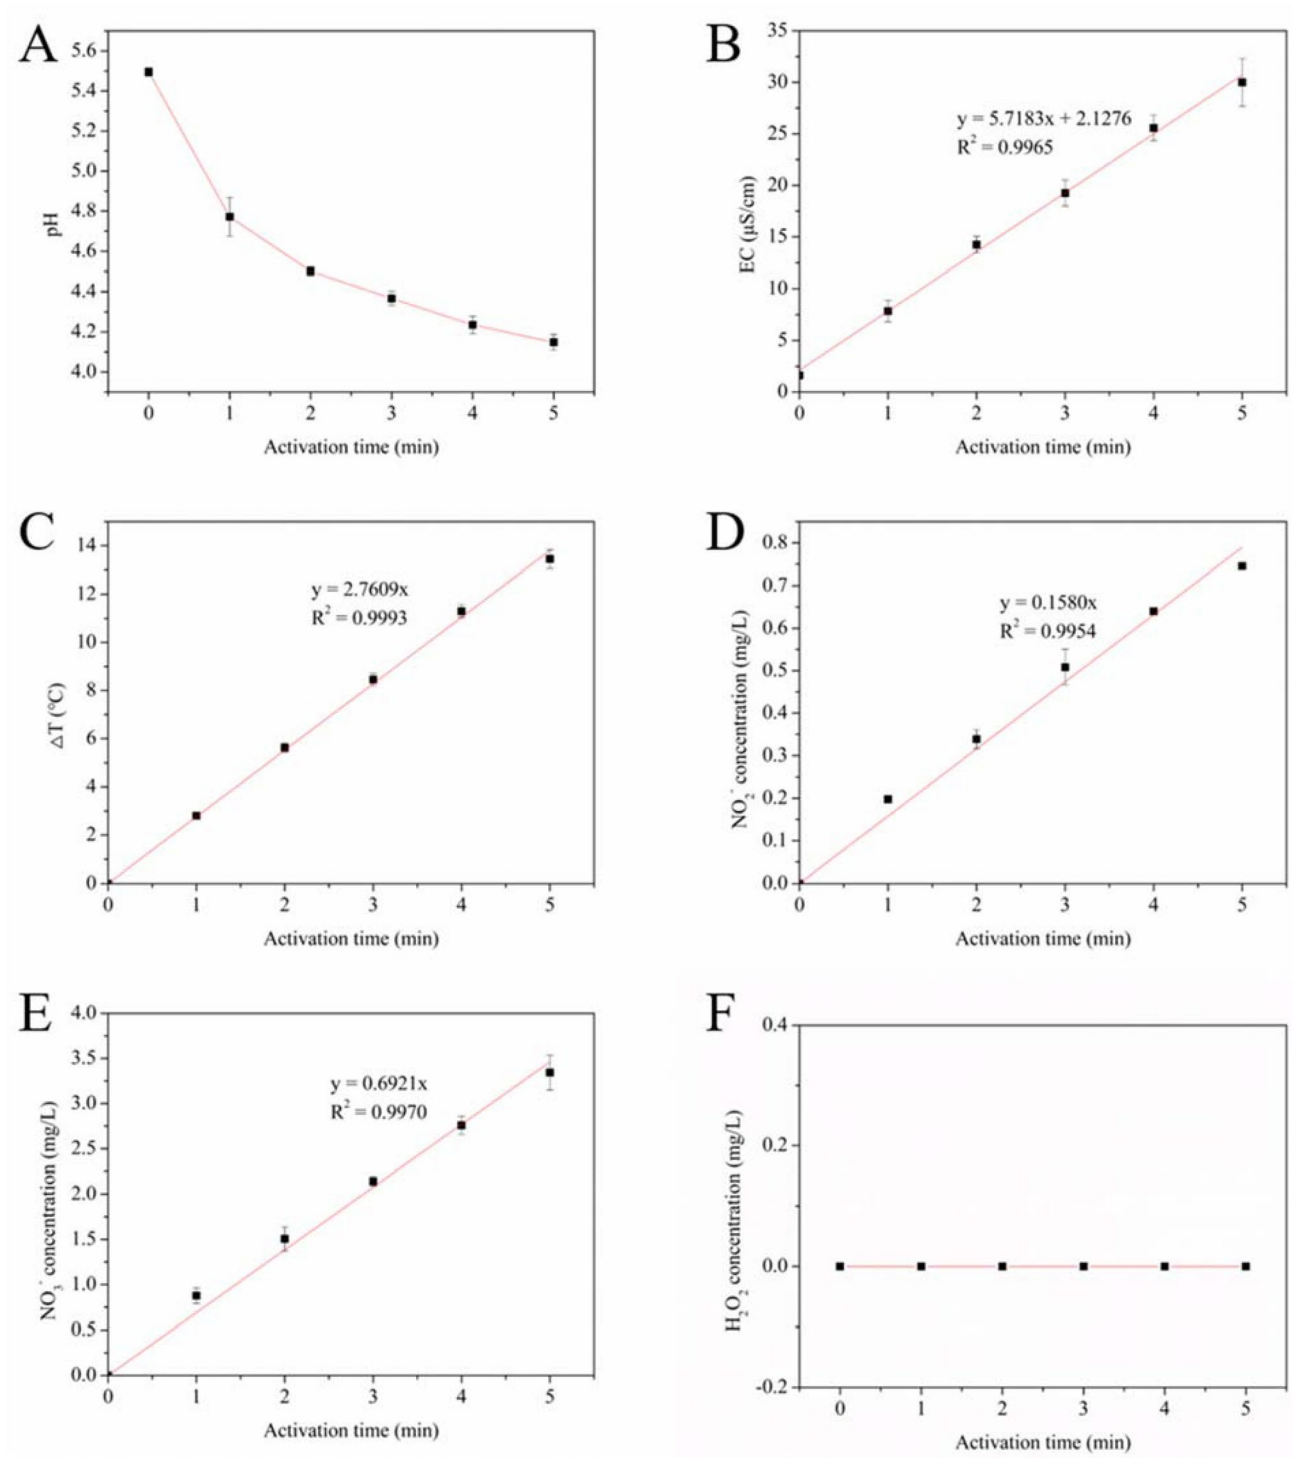 A
5.6
5.4
5.2
5.0
4.8
4.6
4.4
4.2
4.0
pH
0 1 2 3 4 5
Activation time (min)
B
35
30
25
20
15
10
5
0
EC (μS/cm)
y = 5.7183x + 2.1276
R² = 0.9965
0 1 2 3 4 5
Activation time (min)
C
14
12
10
8
6
4
2
0
△T (℃)
y = 2.7609x
R² = 0.9993
0 1 2 3 4 5
Activation time (min)
D
0.8
0.7
0.6
0.5
0.4
0.3
0.2
0.1
0.0
NO₂⁻ concentration (mg/L)
y = 0.1580x
R² = 0.9954
0 1 2 3 4 5
Activation time (min)
E
4.0
3.5
3.0
2.5
2.0
1.5
1.0
0.5
0.0
NO₃⁻ concentration (mg/L)
y = 0.6921x
R² = 0.9970
0 1 2 3 4 5
Activation time (min)
F
0.4
0.2
0.0
-0.2
H₂O₂ concentration (mg/L)
0 1 2 3 4 5
Activation time (min)